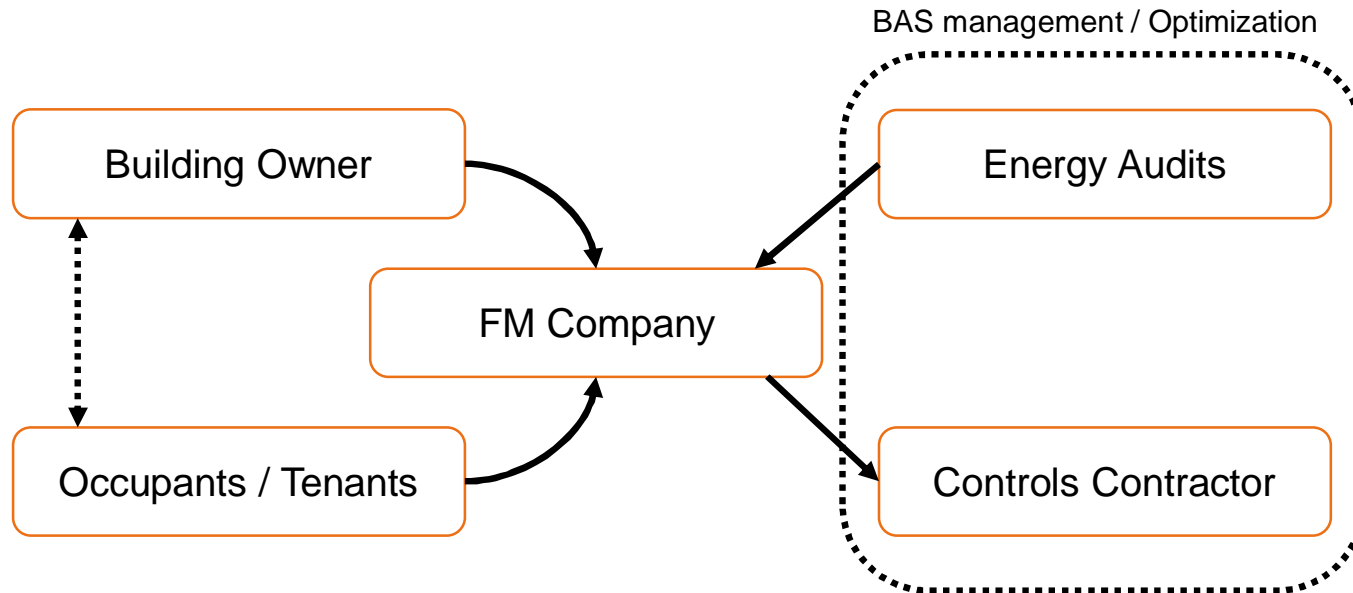 BAS management / Optimization
Building Owner
Energy Audits
FM Company
Occupants / Tenants
Controls Contractor